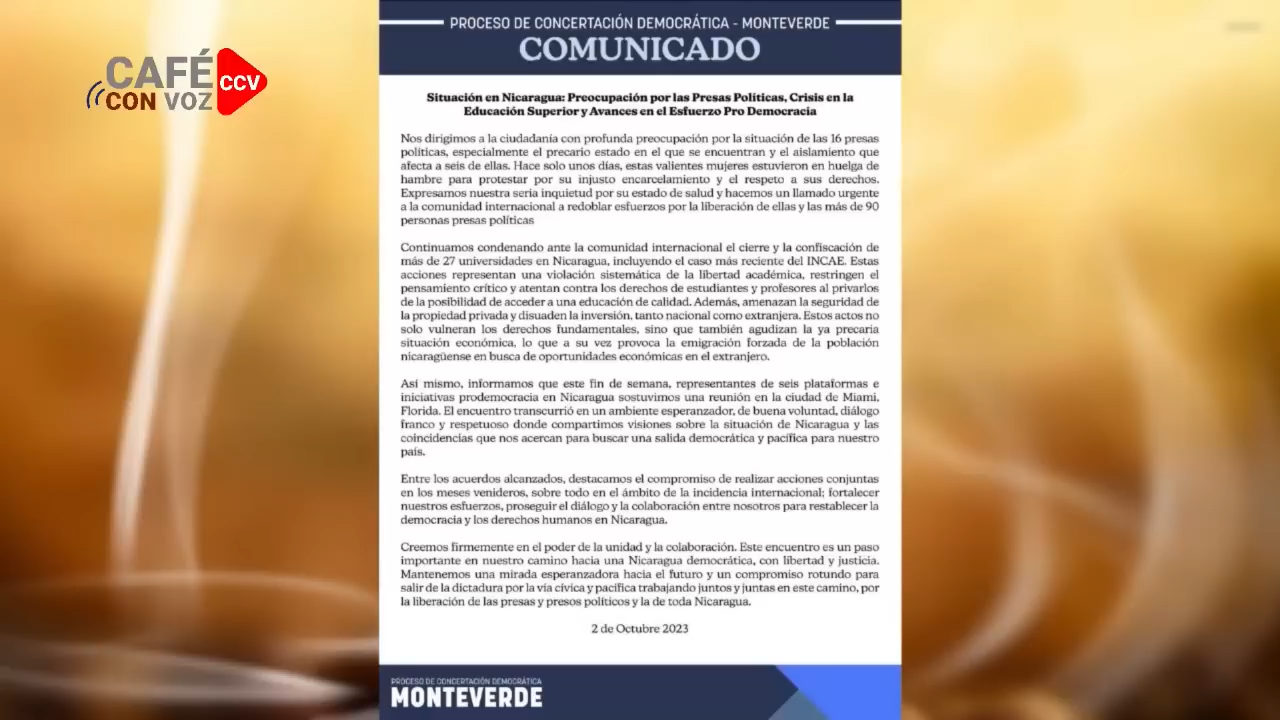 CAFÉ
CON VOZ
CCV
PROCESO DE CONCERTACIÓN DEMOCRÁTICA - MONTEVERDE
COMUNICADO
Situación en Nicaragua: Preocupación por las Presas Políticas, Crisis en la
Educación Superior y Avances en el Esfuerzo Pro Democracia
Nos dirigimos a la ciudadanía con profunda preocupación por la situación de las 16 presas
políticas, especialmente el precario estado en el que se encuentran y el aislamiento que
afecta a seis de ellas. Hace solo unos días, estas valientes mujeres estuvieron en huelga de
hambre para protestar por su injusto encarcelamiento y el respeto a sus derechos.
Expresamos nuestra seria inquietud por su estado de salud y hacemos un llamado urgente
a la comunidad internacional a redoblar esfuerzos por la liberación de ellas y las más de 90
personas presas políticas
Continuamos condenando ante la comunidad internacional el cierre y la confiscación de
más de 27 universidades en Nicaragua, incluyendo el caso más reciente del INCAE. Estas
acciones representan una violación sistemática de la libertad académica, restringen el
pensamiento crítico y atentan contra los derechos de estudiantes y profesores al privarlos
de la posibilidad de acceder a una educación de calidad. Además, amenazan la seguridad de
la propiedad privada y disuaden la inversión, tanto nacional como extranjera. Estos actos no
solo vulneran los derechos fundamentales, sino que también agudizan la ya precaria
situación económica, lo que a su vez provoca la emigración forzada de la población
nicaragüense en busca de oportunidades económicas en el extranjero.
Así mismo, informamos que este fin de semana, representantes de seis plataformas e
iniciativas prodemocracia en Nicaragua sostuvimos una reunión en la ciudad de Miami,
Florida. El encuentro transcurrió en un ambiente esperanzador, de buena voluntad, diálogo
franco y respetuoso donde compartimos visiones sobre la situación de Nicaragua y las
coincidencias que nos acercan para buscar una salida democrática y pacífica para nuestro
país.
Entre los acuerdos alcanzados, destacamos el compromiso de realizar acciones conjuntas
en los meses venideros, sobre todo en el ámbito de la incidencia internacional; fortalecer
nuestros esfuerzos, proseguir el diálogo y la colaboración entre nosotros para restablecer la
democracia y los derechos humanos en Nicaragua.
Creemos firmemente en el poder de la unidad y la colaboración. Este encuentro es un paso
importante en nuestro camino hacia una Nicaragua democrática, con libertad y justicia.
Mantenemos una mirada esperanzadora hacia el futuro y un compromiso rotundo para
salir de la dictadura por la vía cívica y pacífica trabajando juntos y juntas en este camino, por
la liberación de las presas y presos políticos y la de toda Nicaragua.
2 de Octubre 2023
PROCESO DE CONCERTACIÓN DEMOCRÁTICA
MONTEVERDE